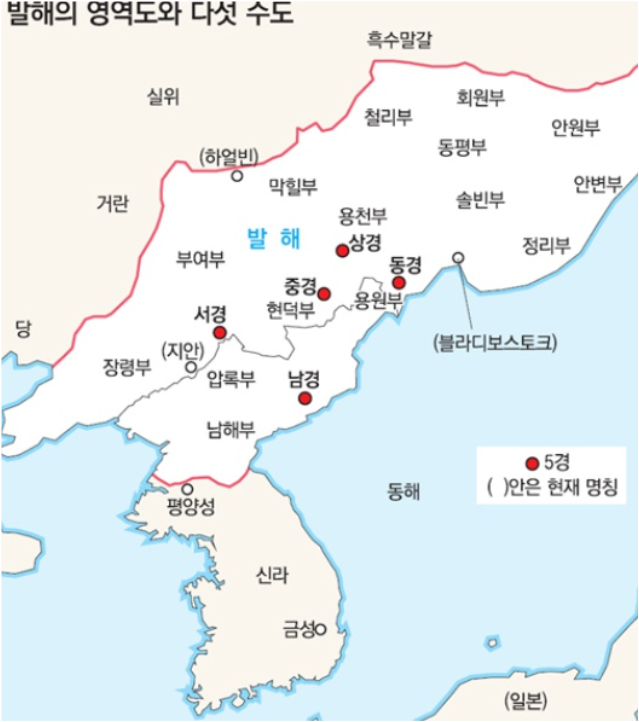 발해의 영역도와 다섯 수도
흑수말갈
실위
회원부
철리부
안원부
동평부
(하얼빈)
막힐부
안변부
거란
솔빈부
용천부
발 해
상경
정리부
부여부
동경
중경
용원부
현덕부
서경
당
(블라디보스토크)
(지안)
장령부
압록부
남경
남해부
5경
( )안은 현재 명칭
동해
평양성
신라
금성
(일본)